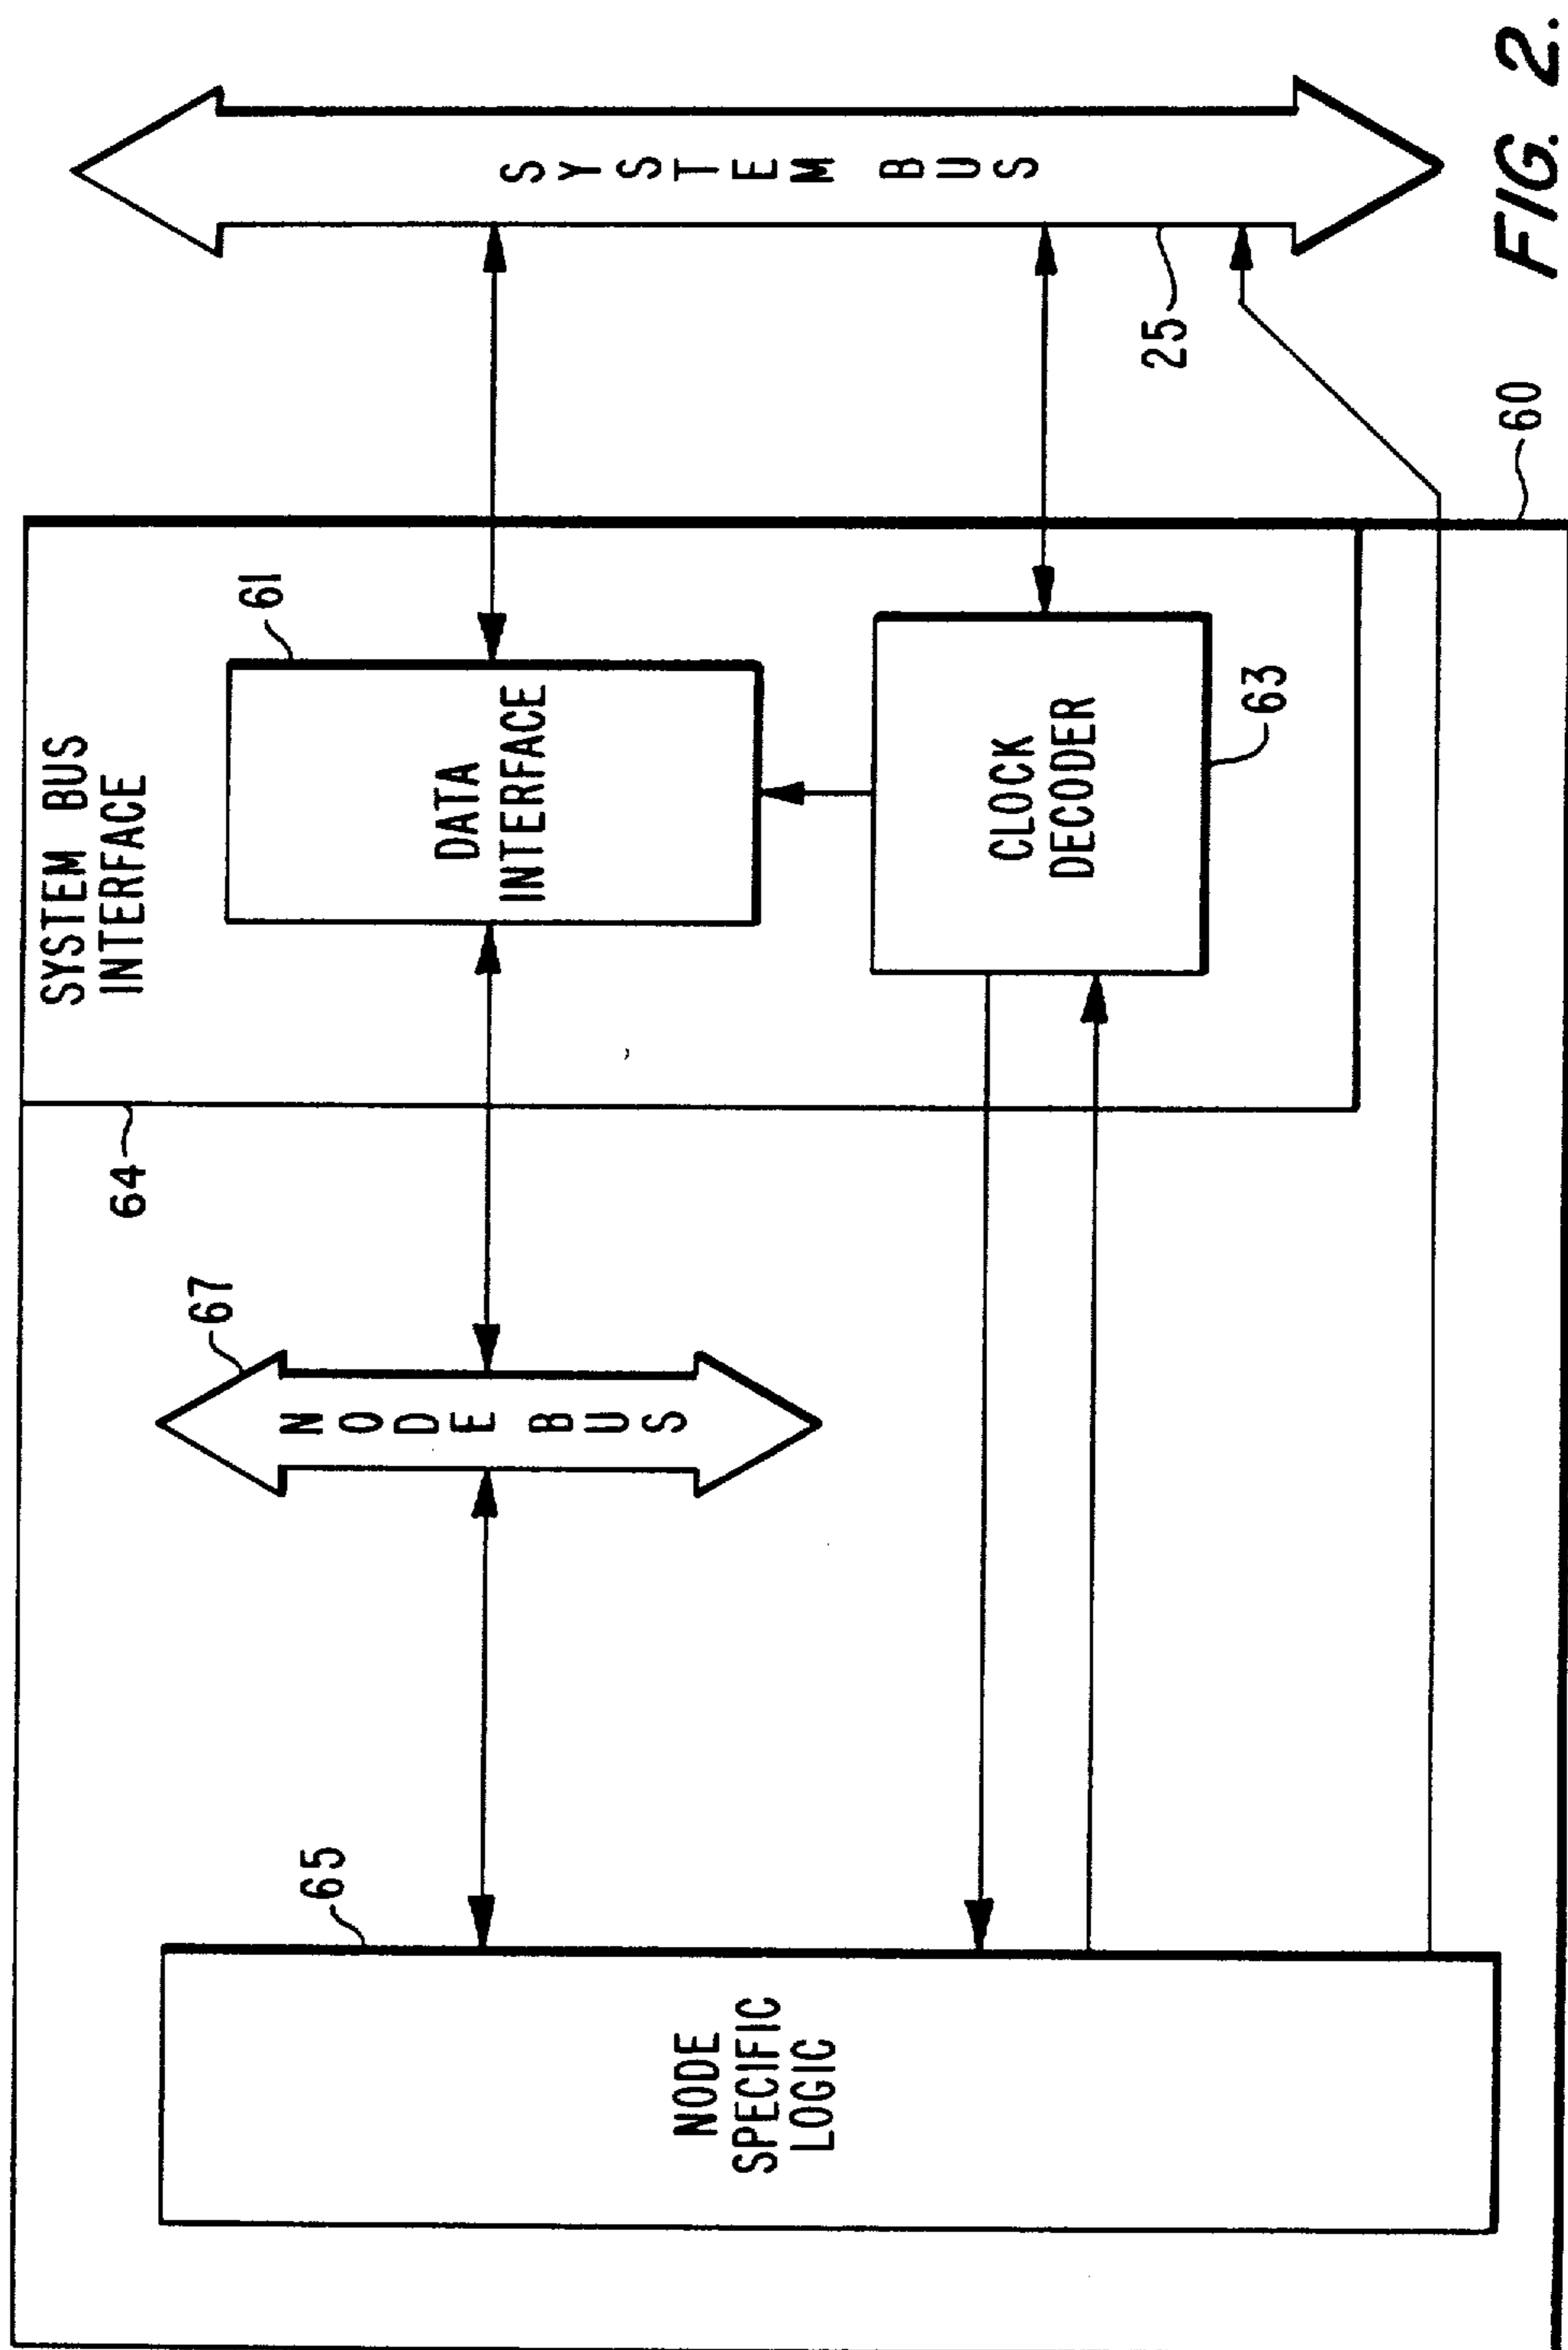 SYSTEM BUS
INTERFACE
64
61
DATA
INTERFACE
CLOCK
DECODER
63
67
NODE BUS
65
NODE
SPECIFIC
LOGIC
SYSTEM BUS
25
60
FIG. 2.